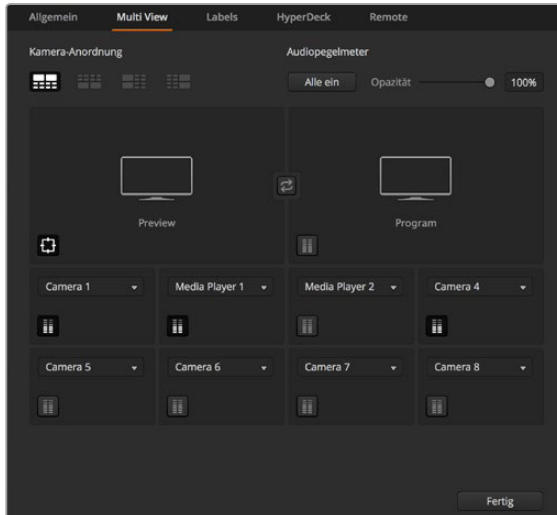 Allgemein Multi View Labels HyperDeck Remote
Kamera-Anordnung Audiopegelmeter
Alle ein Opazität 100%
Preview Program
Camera 1 Media Player 1 Media Player 2 Camera 4
Camera 5 Camera 6 Camera 7 Camera 8
Fertig